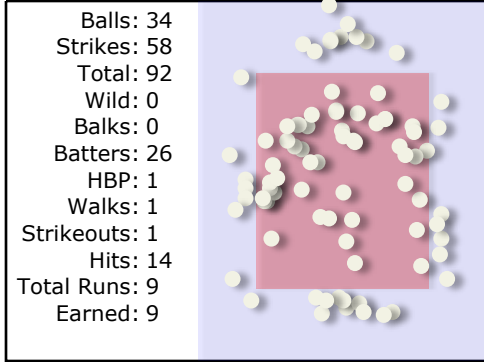 Balls: 34
Strikes: 58
Total: 92
Wild: 0
Balks: 0
Batters: 26
HBP: 1
Walks: 1
Strikeouts: 1
Hits: 14
Total Runs: 9
Earned: 9